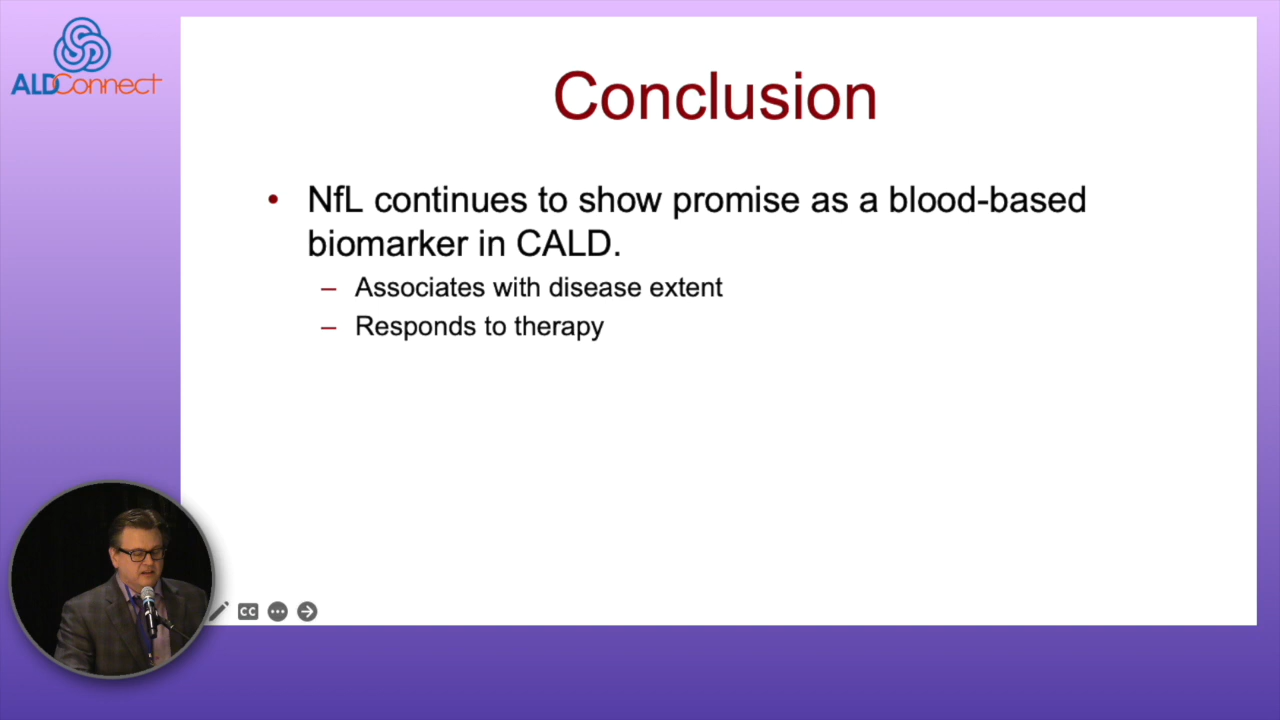 ALDConnect
Conclusion
• NfL continues to show promise as a blood-based
biomarker in CALD.
– Associates with disease extent
– Responds to therapy
CC